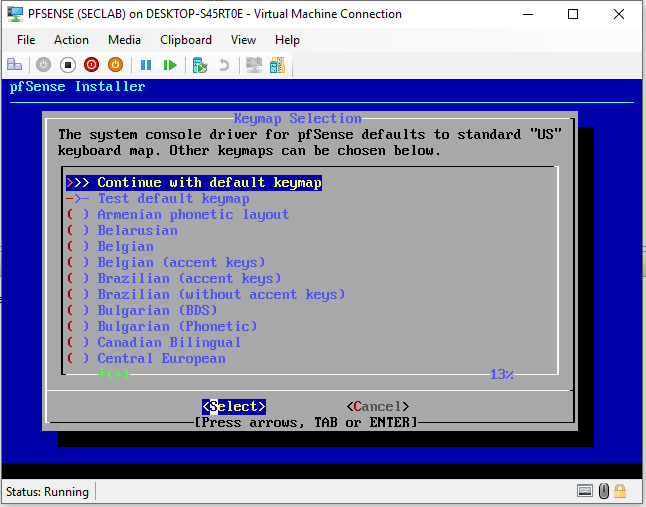 PFSENSE (SECLAB) on DESKTOP-S45RT0E - Virtual Machine Connection
File Action Media Clipboard View Help
pfSense Installer
Keymap Selection
The system console driver for pfSense defaults to standard "US"
keyboard map. Other keymaps can be chosen below.
>>> Continue with default keymap
->- Test default keymap
( ) Armenian phonetic layout
( ) Belarusian
( ) Belgian
( ) Belgian (accent keys)
( ) Brazilian (accent keys)
( ) Brazilian (without accent keys)
( ) Bulgarian (BDS)
( ) Bulgarian (Phonetic)
( ) Canadian Bilingual
( ) Central European
┴(+) 13%
<Select> <Cancel>
[Press arrows, TAB or ENTER]
Status: Running